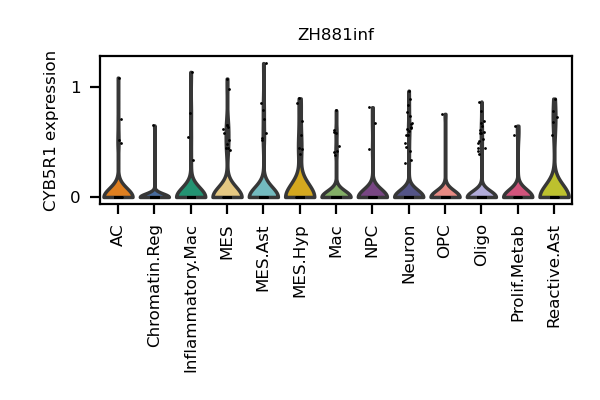 ZH881inf
CYB5R1 expression
1
0
AC
Chromatin.Reg
Inflammatory.Mac
MES
MES.Ast
MES.Hyp
Mac
NPC
Neuron
OPC
Oligo
Prolif.Metab
Reactive.Ast